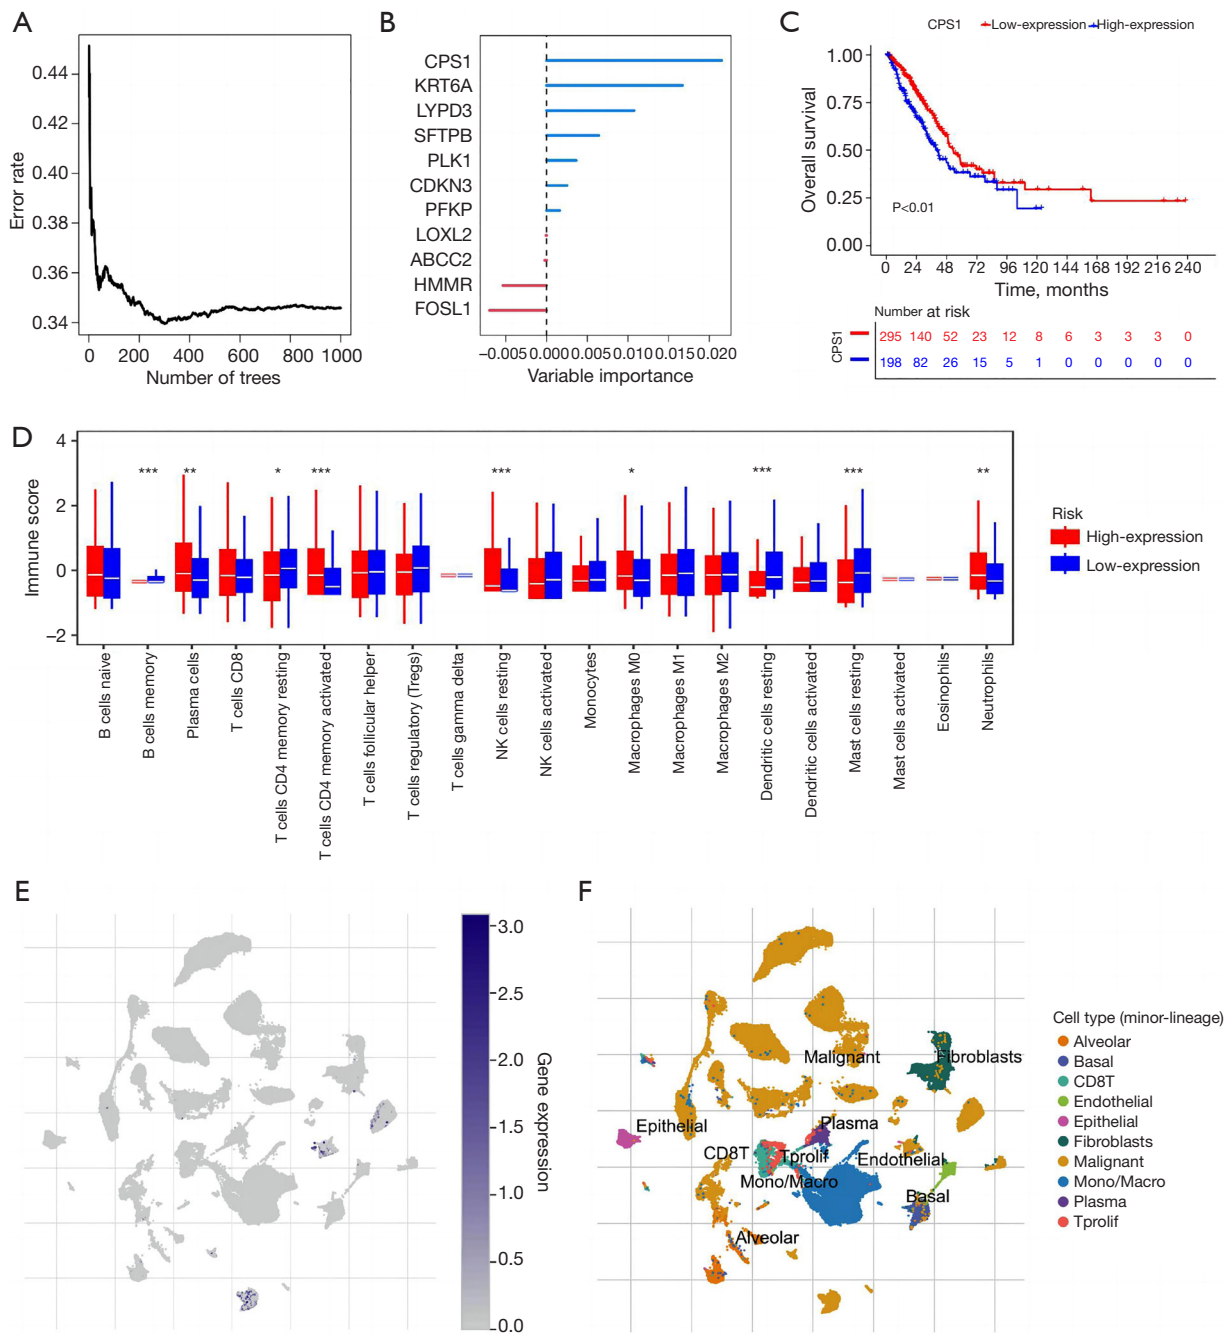 A
0.44
0.42
0.40
0.38
0.36
0.34
Error rate
0 200 400 600 800 1000
Number of trees
B
CPS1
KRT6A
LYPD3
SFTPB
PLK1
CDKN3
PFKP
LOXL2
ABCC2
HMMR
FOSL1
−0.005 0.000 0.005 0.010 0.015 0.020
Variable importance
C
CPS1 Low-expression High-expression
1.00
0.75
0.50
0.25
0.00
Overall survival
P<0.01
0 24 48 72 96 120 144 168 192 216 240
Time, months
Number at risk
CPS1
295 140 52 23 12 8 6 3 3 3 0
198 82 26 15 5 1 0 0 0 0 0
D
4
2
0
−2
Immune score
*** ** * *** *** * *** *** **
Risk
High-expression
Low-expression
B cells naive
B cells memory
Plasma cells
T cells CD8
T cells CD4 memory resting
T cells CD4 memory activated
T cells follicular helper
T cells regulatory (Tregs)
T cells gamma delta
NK cells resting
NK cells activated
Monocytes
Macrophages M0
Macrophages M1
Macrophages M2
Dendritic cells resting
Dendritic cells activated
Mast cells resting
Mast cells activated
Eosinophils
Neutrophils
E
3.0
2.5
2.0
1.5
1.0
0.5
0.0
Gene expression
F
Malignant
Fibroblasts
Epithelial
Plasma
CD8T
Tprolif
Endothelial
Mono/Macro
Basal
Alveolar
Cell type (minor-lineage)
Alveolar
Basal
CD8T
Endothelial
Epithelial
Fibroblasts
Malignant
Mono/Macro
Plasma
Tprolif